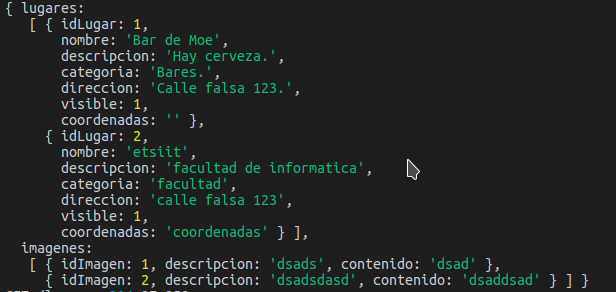 { lugares:
[ { idLugar: 1,
nombre: 'Bar de Moe',
descripcion: 'Hay cerveza.',
categoria: 'Bares.',
direccion: 'Calle falsa 123.',
visible: 1,
coordenadas: '' },
{ idLugar: 2,
nombre: 'etsiit',
descripcion: 'facultad de informatica',
categoria: 'facultad',
direccion: 'calle falsa 123',
visible: 1,
coordenadas: 'coordenadas' } ],
imagenes:
[ { idImagen: 1, descripcion: 'dsads', contenido: 'dsad' },
{ idImagen: 2, descripcion: 'dsadsdasd', contenido: 'dsaddsad' } ] }